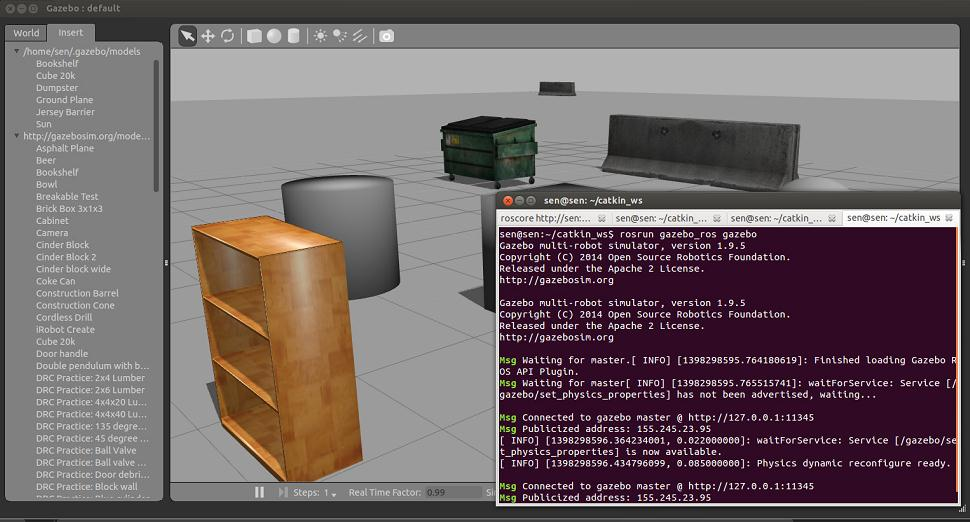 Gazebo : default
World
Insert
/home/sen/.gazebo/models
Bookshelf
Cube 20k
Dumpster
Ground Plane
Jersey Barrier
Sun
http://gazebosim.org/mode...
Asphalt Plane
Beer
Bookshelf
Bowl
Breakable Test
Brick Box 3x1x3
Cabinet
Camera
Cinder Block
Cinder Block 2
Cinder block wide
Coke Can
Construction Barrel
Construction Cone
Cordless Drill
iRobot Create
Cube 20k
Door handle
Double pendulum with b...
DRC Practice: 2x4 Lumber
DRC Practice: 2x6 Lumber
DRC Practice: 4x4x20 Lu...
DRC Practice: 4x4x40 Lu...
DRC Practice: 135 degre...
DRC Practice: 45 degree ...
DRC Practice: Ball Valve
DRC Practice: Ball valve ...
DRC Practice: Door debri...
DRC Practice: Block wall
DRC Practice: Blue cylinder
Steps: 1
Real Time Factor:
0.99
sen@sen: ~/catkin_ws
roscore http://sen:...
sen@sen: ~/catkin_...
sen@sen: ~/catkin_...
sen@sen: ~/catkin_ws
sen@sen:~/catkin_ws$ rosrun gazebo_ros gazebo
Gazebo multi-robot simulator, version 1.9.5
Copyright (C) 2014 Open Source Robotics Foundation.
Released under the Apache 2 License.
http://gazebosim.org
Gazebo multi-robot simulator, version 1.9.5
Copyright (C) 2014 Open Source Robotics Foundation.
Released under the Apache 2 License.
http://gazebosim.org
Msg Waiting for master.[ INFO] [1398298595.764180619]: Finished loading Gazebo R
OS API Plugin.
Msg Waiting for master[ INFO] [1398298595.765515741]: waitForService: Service [/
gazebo/set_physics_properties] has not been advertised, waiting...
Msg Connected to gazebo master @ http://127.0.0.1:11345
Msg Publicized address: 155.245.23.95
[ INFO] [1398298596.364234001, 0.022000000]: waitForService: Service [/gazebo/se
t_physics_properties] is now available.
[ INFO] [1398298596.434796099, 0.085000000]: Physics dynamic reconfigure ready.
Msg Connected to gazebo master @ http://127.0.0.1:11345
Msg Publicized address: 155.245.23.95